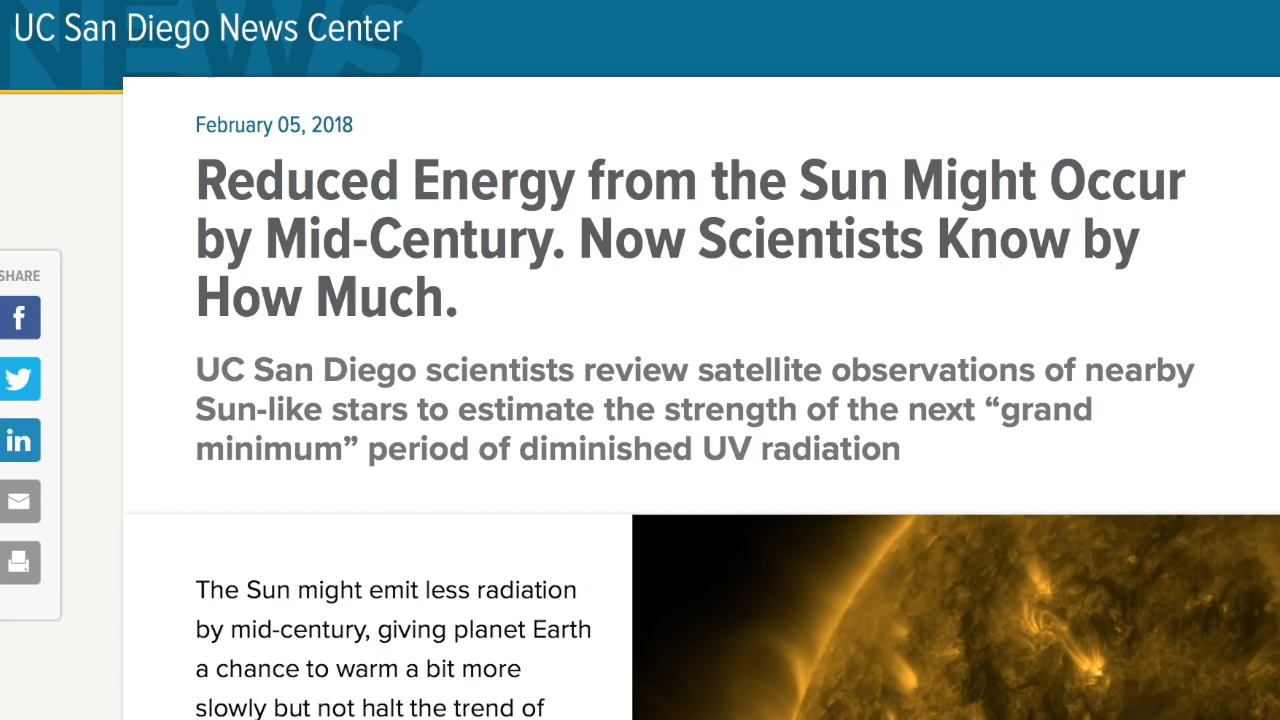 UC San Diego News Center
NEWS
February 05, 2018
Reduced Energy from the Sun Might Occur
by Mid-Century. Now Scientists Know by
How Much.
UC San Diego scientists review satellite observations of nearby
Sun-like stars to estimate the strength of the next “grand
minimum” period of diminished UV radiation
SHARE
f
in
The Sun might emit less radiation
by mid-century, giving planet Earth
a chance to warm a bit more
slowly but not halt the trend of